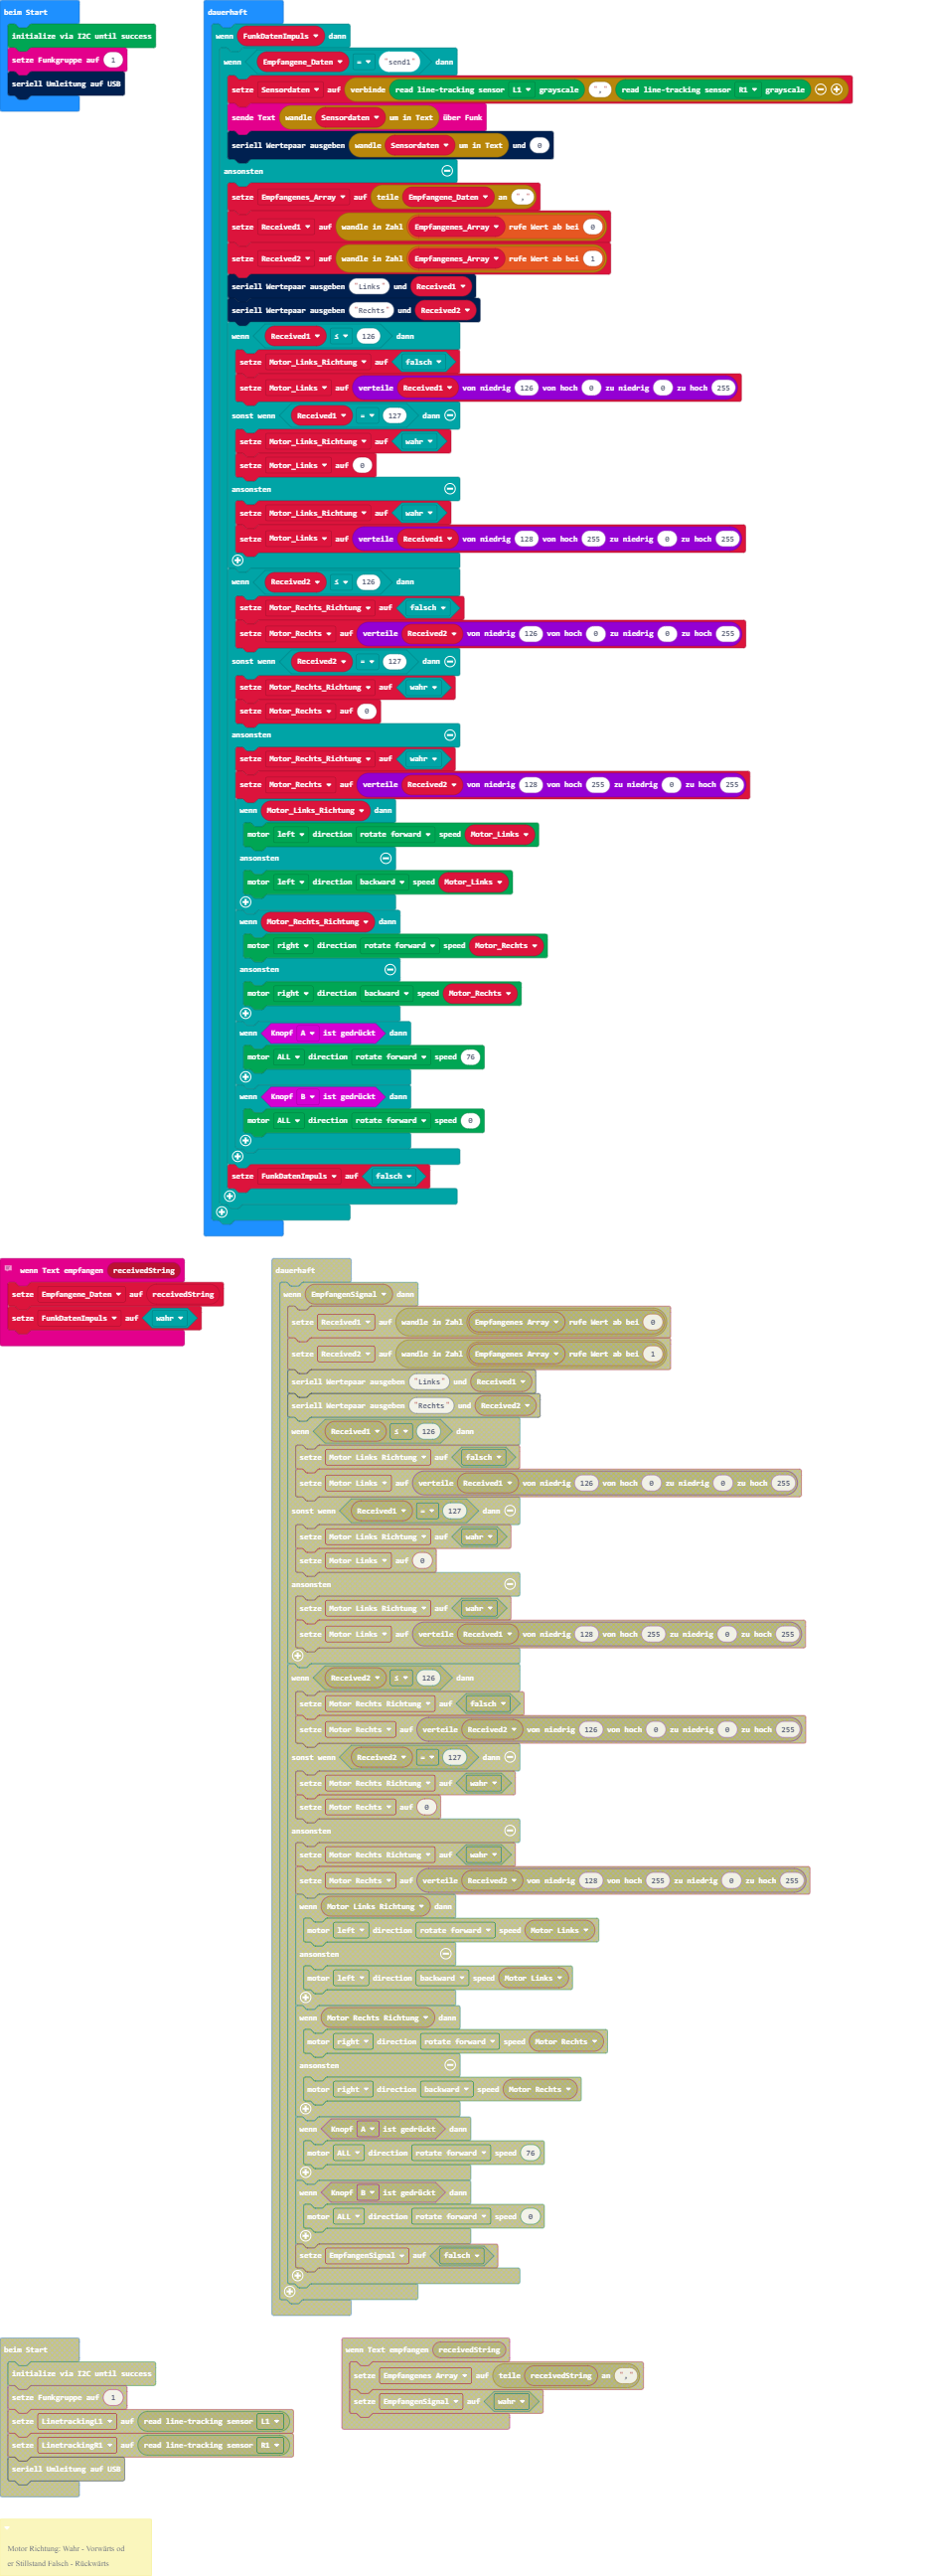 beim Start
initialize via I2C until success
setze Funkgruppe auf 1
seriell Umleitung auf USB
dauerhaft
wenn FunkDatenImpuls dann
wenn Empfangene_Daten = "send1" dann
setze Sensordaten auf verbinde read line-tracking sensor L1 grayscale "," read line-tracking sensor R1 grayscale
sende Text wandle Sensordaten um in Text über Funk
seriell Wertepaar ausgeben wandle Sensordaten um in Text und 0
ansonsten
setze Empfangenes_Array auf teile Empfangene_Daten an ","
setze Received1 auf wandle in Zahl Empfangenes_Array rufe Wert ab bei 0
setze Received2 auf wandle in Zahl Empfangenes_Array rufe Wert ab bei 1
seriell Wertepaar ausgeben "Links" und Received1
seriell Wertepaar ausgeben "Rechts" und Received2
wenn Received1 ≤ 126 dann
setze Motor_Links_Richtung auf falsch
setze Motor_Links auf verteile Received1 von niedrig 126 von hoch 0 zu niedrig 0 zu hoch 255
sonst wenn Received1 = 127 dann
setze Motor_Links_Richtung auf wahr
setze Motor_Links auf 0
ansonsten
setze Motor_Links_Richtung auf wahr
setze Motor_Links auf verteile Received1 von niedrig 128 von hoch 255 zu niedrig 0 zu hoch 255
wenn Received2 ≤ 126 dann
setze Motor_Rechts_Richtung auf falsch
setze Motor_Rechts auf verteile Received2 von niedrig 126 von hoch 0 zu niedrig 0 zu hoch 255
sonst wenn Received2 = 127 dann
setze Motor_Rechts_Richtung auf wahr
setze Motor_Rechts auf 0
ansonsten
setze Motor_Rechts_Richtung auf wahr
setze Motor_Rechts auf verteile Received2 von niedrig 128 von hoch 255 zu niedrig 0 zu hoch 255
wenn Motor_Links_Richtung dann
motor left direction rotate forward speed Motor_Links
ansonsten
motor left direction backward speed Motor_Links
wenn Motor_Rechts_Richtung dann
motor right direction rotate forward speed Motor_Rechts
ansonsten
motor right direction backward speed Motor_Rechts
wenn Knopf A ist gedrückt dann
motor ALL direction rotate forward speed 76
wenn Knopf B ist gedrückt dann
motor ALL direction rotate forward speed 0
setze FunkDatenImpuls auf falsch
wenn Text empfangen receivedString
setze Empfangene_Daten auf receivedString
setze FunkDatenImpuls auf wahr
dauerhaft
wenn EmpfangenSignal dann
setze Received1 auf wandle in Zahl Empfangenes Array rufe Wert ab bei 0
setze Received2 auf wandle in Zahl Empfangenes Array rufe Wert ab bei 1
seriell Wertepaar ausgeben "Links" und Received1
seriell Wertepaar ausgeben "Rechts" und Received2
wenn Received1 ≤ 126 dann
setze Motor Links Richtung auf falsch
setze Motor Links auf verteile Received1 von niedrig 126 von hoch 0 zu niedrig 0 zu hoch 255
sonst wenn Received1 = 127 dann
setze Motor Links Richtung auf wahr
setze Motor Links auf 0
ansonsten
setze Motor Links Richtung auf wahr
setze Motor Links auf verteile Received1 von niedrig 128 von hoch 255 zu niedrig 0 zu hoch 255
wenn Received2 ≤ 126 dann
setze Motor Rechts Richtung auf falsch
setze Motor Rechts auf verteile Received2 von niedrig 126 von hoch 0 zu niedrig 0 zu hoch 255
sonst wenn Received2 = 127 dann
setze Motor Rechts Richtung auf wahr
setze Motor Rechts auf 0
ansonsten
setze Motor Rechts Richtung auf wahr
setze Motor Rechts auf verteile Received2 von niedrig 128 von hoch 255 zu niedrig 0 zu hoch 255
wenn Motor Links Richtung dann
motor left direction rotate forward speed Motor Links
ansonsten
motor left direction backward speed Motor Links
wenn Motor Rechts Richtung dann
motor right direction rotate forward speed Motor Rechts
ansonsten
motor right direction backward speed Motor Rechts
wenn Knopf A ist gedrückt dann
motor ALL direction rotate forward speed 76
wenn Knopf B ist gedrückt dann
motor ALL direction rotate forward speed 0
setze EmpfangenSignal auf falsch
beim Start
initialize via I2C until success
setze Funkgruppe auf 1
setze LinetrackingL1 auf read line-tracking sensor L1
setze LinetrackingR1 auf read line-tracking sensor R1
seriell Umleitung auf USB
wenn Text empfangen receivedString
setze Empfangenes Array auf teile receivedString an ","
setze EmpfangenSignal auf wahr
Motor Richtung: Wahr - Vorwärts od
er Stillstand Falsch - Rückwärts